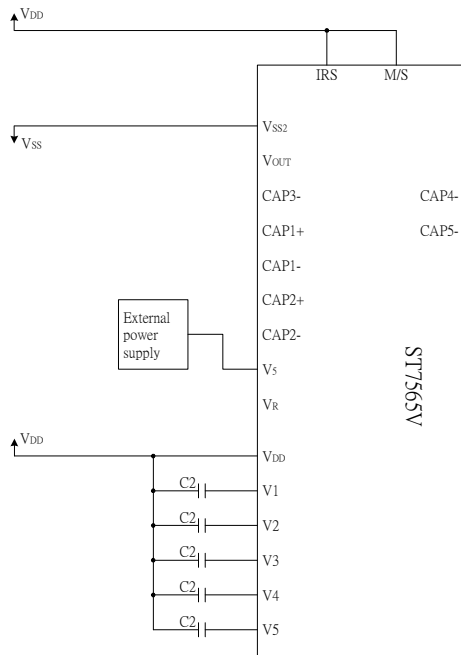 VDD
IRS M/S
VSS2
VSS
VOUT
CAP3- CAP4-
CAP1+ CAP5-
CAP1-
CAP2+
External
power
supply
CAP2-
V5
ST7565V
VR
VDD
VDD
C2 V1
C2 V2
C2 V3
C2 V4
C2 V5